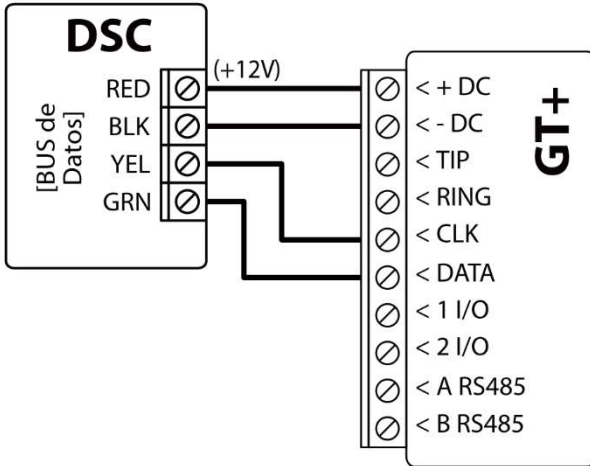 DSC
(+12V)
RED
BLK
YEL
GRN
[BUS de
Datos]
< + DC
< - DC
< TIP
< RING
< CLK
< DATA
< 1 I/O
< 2 I/O
< A RS485
< B RS485
GT+